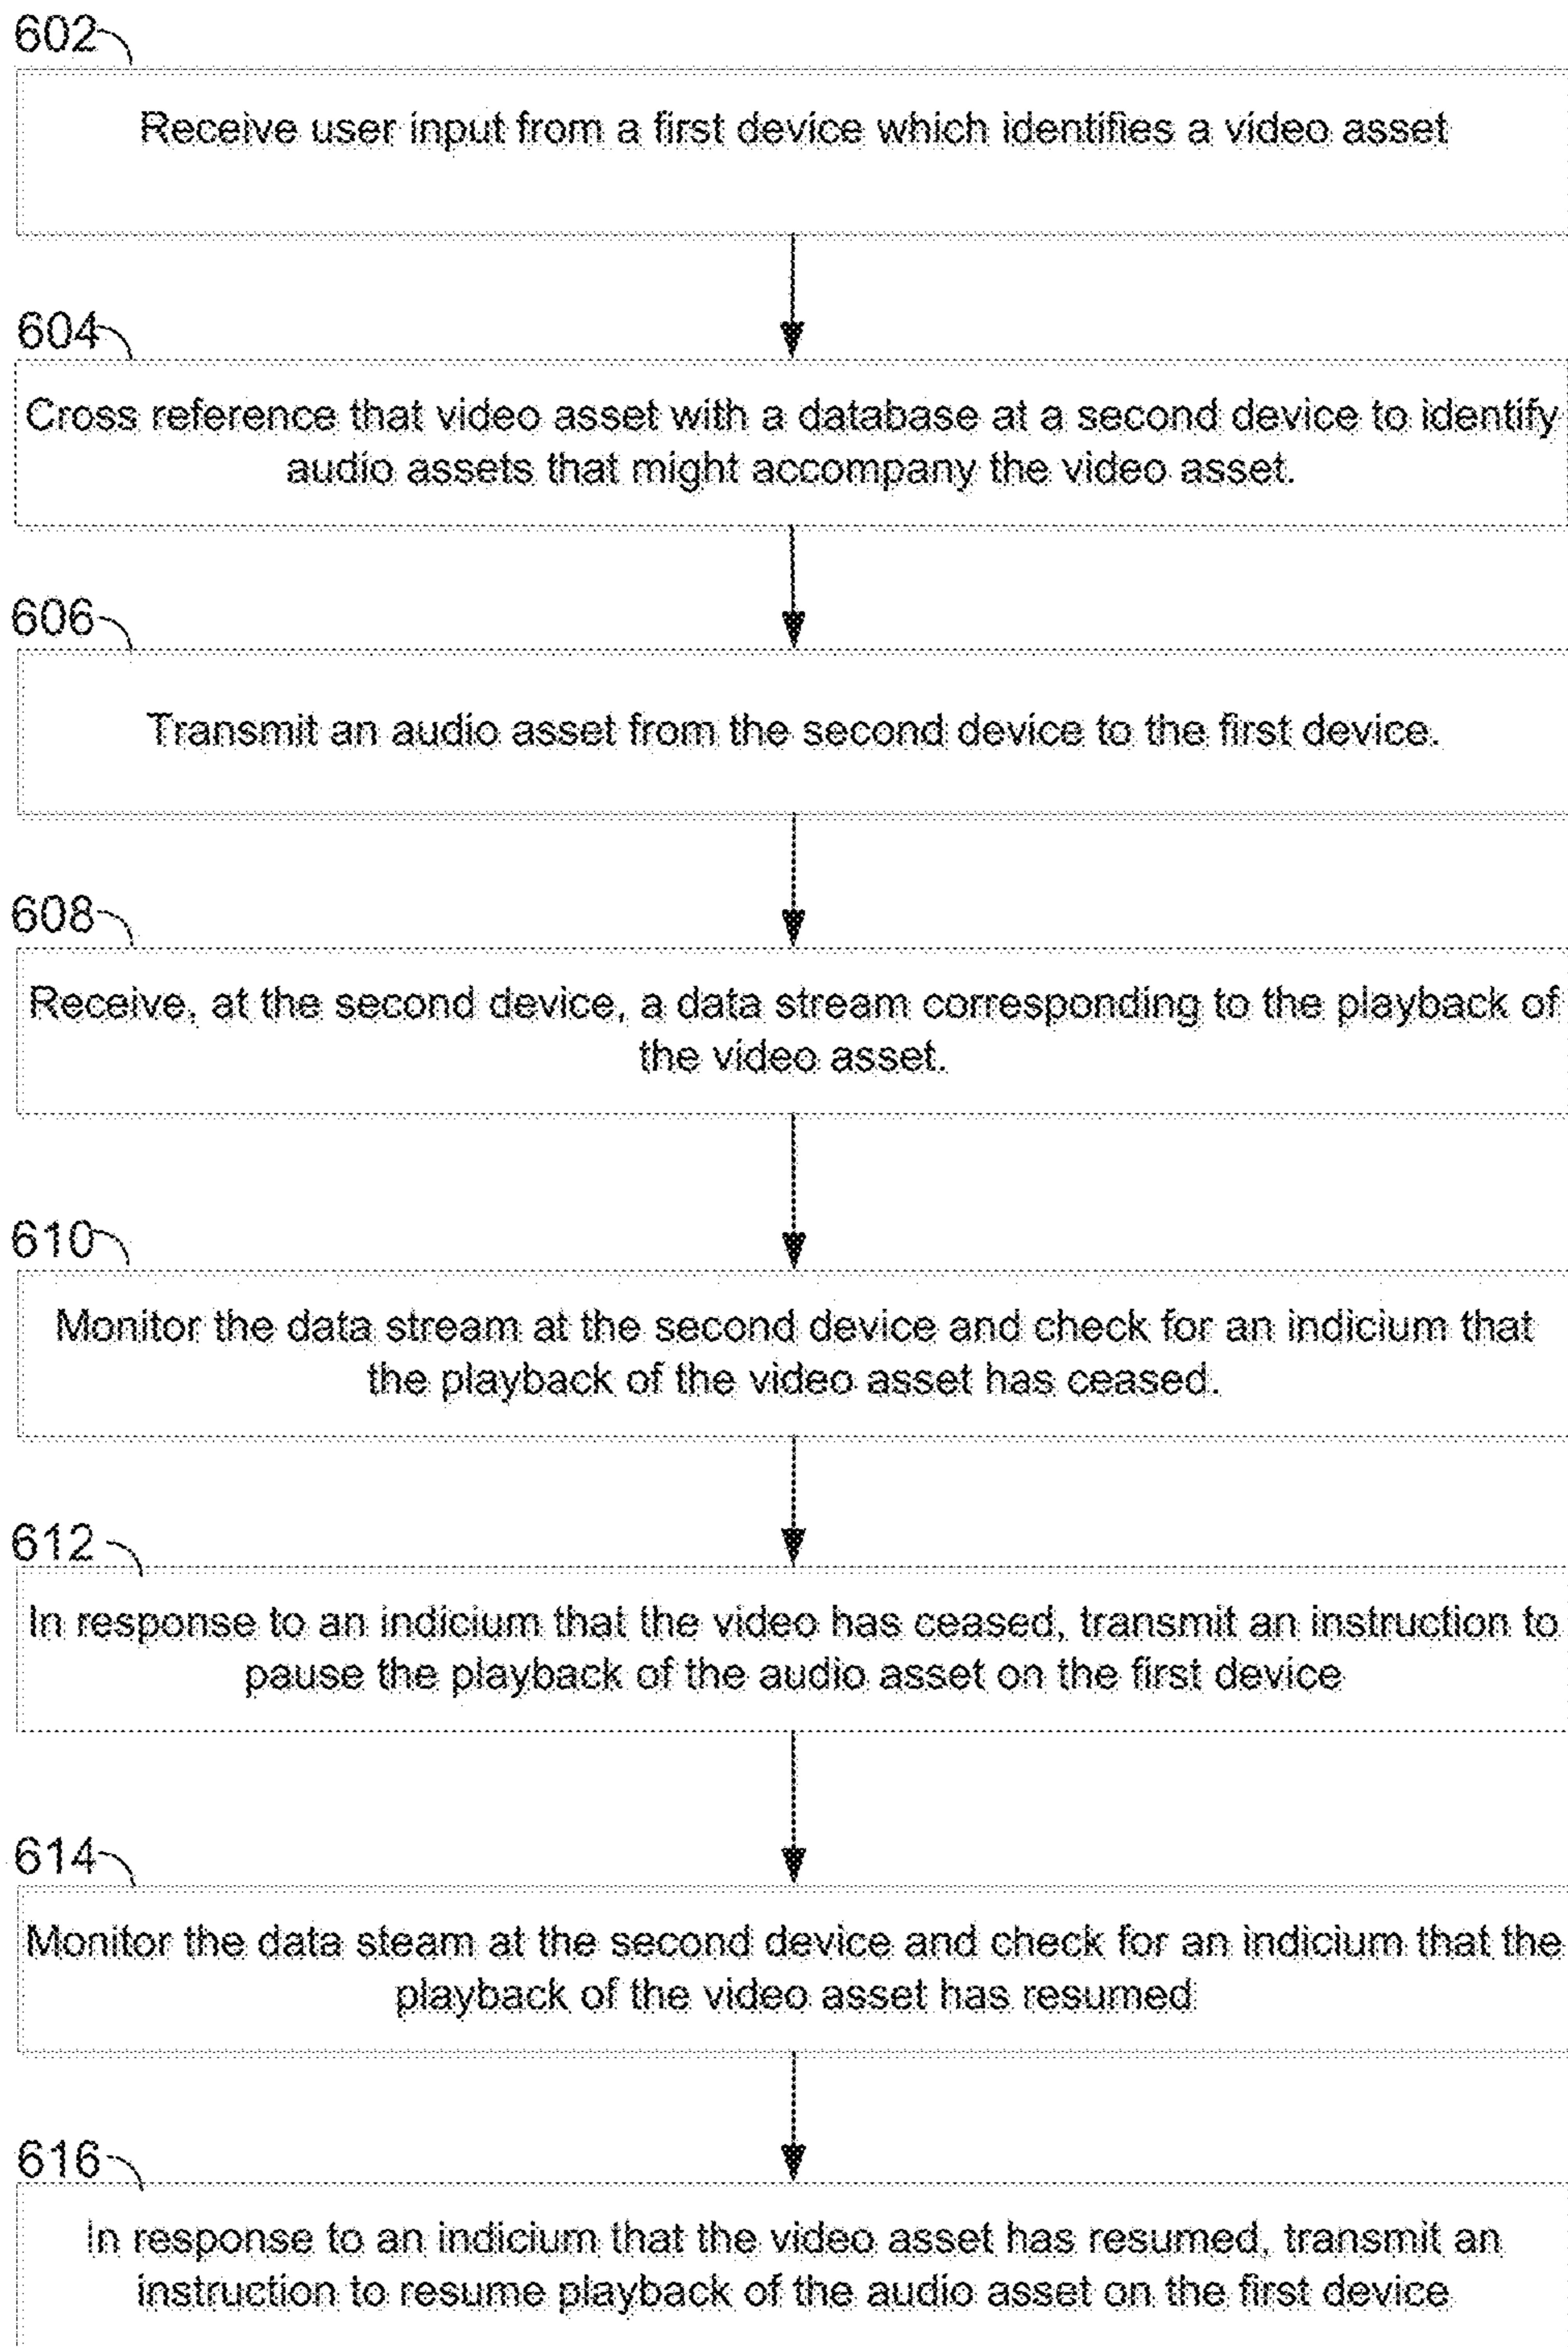 602
Receive user input from a first device which identifies a video asset
604
Cross reference that video asset with a database at a second device to identify
audio assets that might accompany the video asset.
606
Transmit an audio asset from the second device to the first device.
608
Receive, at the second device, a data stream corresponding to the playback of
the video asset.
610
Monitor the data stream at the second device and check for an indicium that
the playback of the video asset has ceased.
612
In response to an indicium that the video has ceased, transmit an instruction to
pause the playback of the audio asset on the first device
614
Monitor the data steam at the second device and check for an indicium that the
playback of the video asset has resumed
616
In response to an indicium that the video asset has resumed, transmit an
instruction to resume playback of the audio asset on the first device